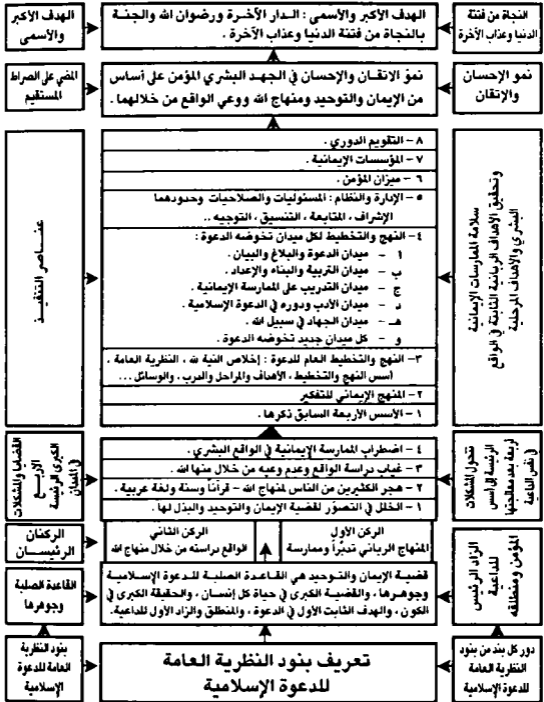 الهدف الأكبر
والأسمى
الهدف الأكبر والأسمى : الدار الآخرة ورضوان الله والجنة
بالنجاة من فتنة الدنيا وعذاب الآخرة .
النجاة من فتنة
الدنيا وعذاب الآخرة
المضي على الصراط
المستقيم
نمو الاتقان والإحسان في الجهد البشري المؤمن على أساس
من الإيمان والتوحيد ومنهاج الله ووعي الواقع من خلالهما .
نمو الإحسان
والإتقان
عناصر التنفيذ
٨ - التقويم الدوري .
٧ - المؤسسات الإيمانية .
٦ - ميزان المؤمن .
٥ - الإدارة والنظام : المسئوليات والصلاحيات وحدودهما
الإشراف ، المتابعة ، التنسيق ، التوجيه ..
٤ - النهج والتخطيط لكل ميدان تخوضه الدعوة :
أ - ميدان الدعوة والبلاغ والبيان .
ب - ميدان التربية والبناء والإعداد .
ج - ميدان التدريب على الممارسة الإيمانية .
د - ميدان الأدب ودوره في الدعوة الإسلامية .
هـ - ميدان الجهاد في سبيل الله .
و - كل ميدان جديد تخوضه الدعوة .
٣ - النهج والتخطيط العام للدعوة : إخلاص النية لله ، النظرية العامة ،
أسس النهج والتخطيط ، الأهداف والمراحل والدرب ، والوسائل ...
٢ - المنهج الإيماني للتفكير
١ - الأسس الأربعة السابق ذكرها .
سلامة الممارسات الإيمانية
وتحقيق الأهداف الربانية الثابتة في الواقع
البشري والأهداف المرحلية
القضايا والمشكلات
الكبرى الرئيسة
الأربع
في الميدان
٤ - اضطراب الممارسة الإيمانية في الواقع البشري .
٣ - غياب دراسة الواقع وعدم وعيه من خلال منهاج الله .
٢ - هجر الكثيرين من الناس لمنهاج الله - قرآناً وسنة ولغة عربية .
١ - الخلل في التصوّر لقضية الإيمان والتوحيد والبذل لها .
تتحول المشكلات
الرئيسة إلى أسس
أربعة بعد معالجتها
في نفس الداعية
الركنان
الرئيسان
الركن الأول
المنهاج الرباني تدبّراً وممارسة
الركن الثاني
الواقع دراسته من خلال منهاج الله
الزاد الرئيس
للداعية
المؤمن ومنطلقه
القاعدة الصلبة
وجوهرها
قضية الإيمان والتوحيد هي القاعدة الصلبة للدعوة الإسلامية
وجوهرها ، والقضية الكبرى في حياة كل إنسان ، والحقيقة الكبرى في
الكون ، والهدف الثابت الأول في الدعوة ، والمنطلق والزاد الأول للداعية.
بنود النظرية
العامة للدعوة
الإسلامية
تعريف بنود النظرية العامة
للدعوة الإسلامية
دور كل بند من بنود
النظرية العامة
للدعوة الإسلامية